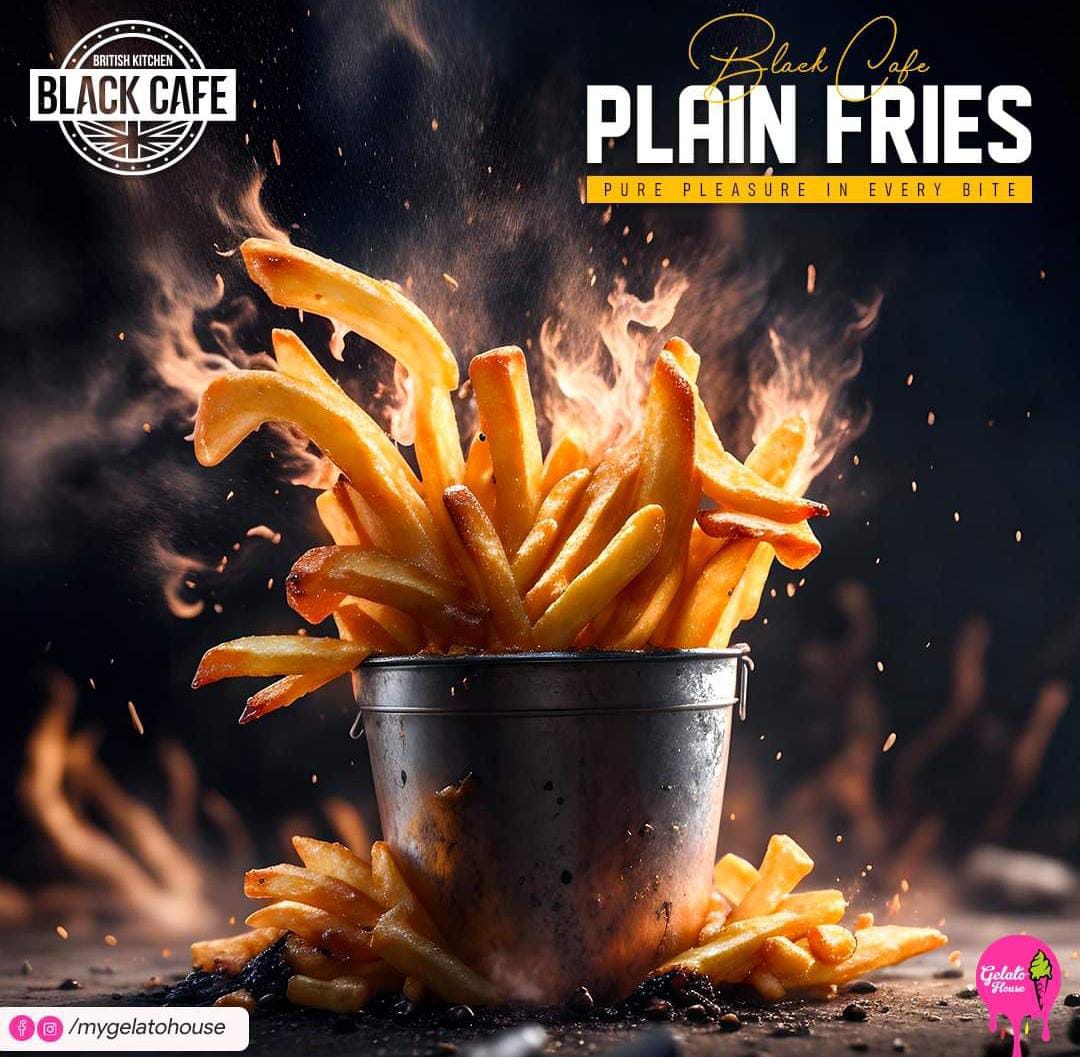 BRITISH KITCHEN
BLACK CAFE
Black Cafe
PLAIN FRIES
PURE PLEASURE IN EVERY BITE
Gelato
House
/mygelatohouse